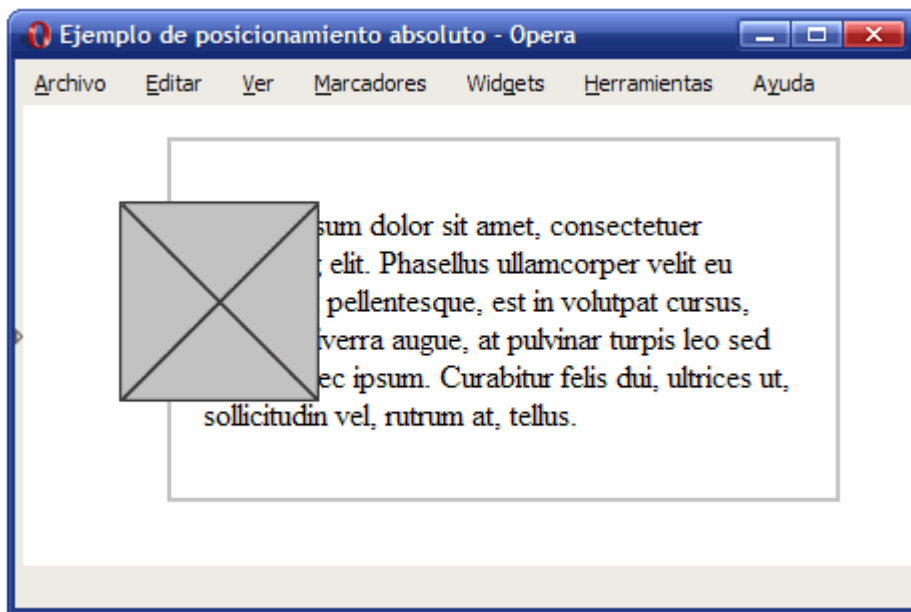 Ejemplo de posicionamiento absoluto - Opera
Archivo Editar Ver Marcadores Widgets Herramientas Ayuda
sum dolor sit amet, consectetuer
elit. Phasellus ullamcorper velit eu
pellentesque, est in volutpat cursus,
iverra augue, at pulvinar turpis leo sed
ec ipsum. Curabitur felis dui, ultrices ut,
sollicitudin vel, rutrum at, tellus.